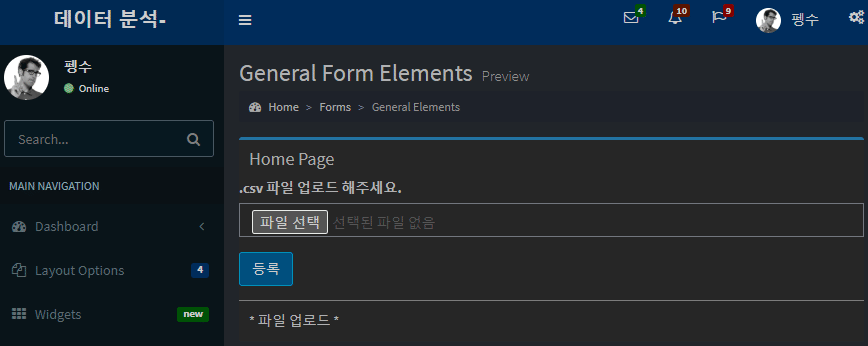 데이터 분석-
4
10
9
펭수
펭수
Online
Search...
MAIN NAVIGATION
Dashboard
Layout Options 4
Widgets new
General Form Elements Preview
Home > Forms > General Elements
Home Page
.csv 파일 업로드 해주세요.
파일 선택 선택된 파일 없음
등록
* 파일 업로드 *